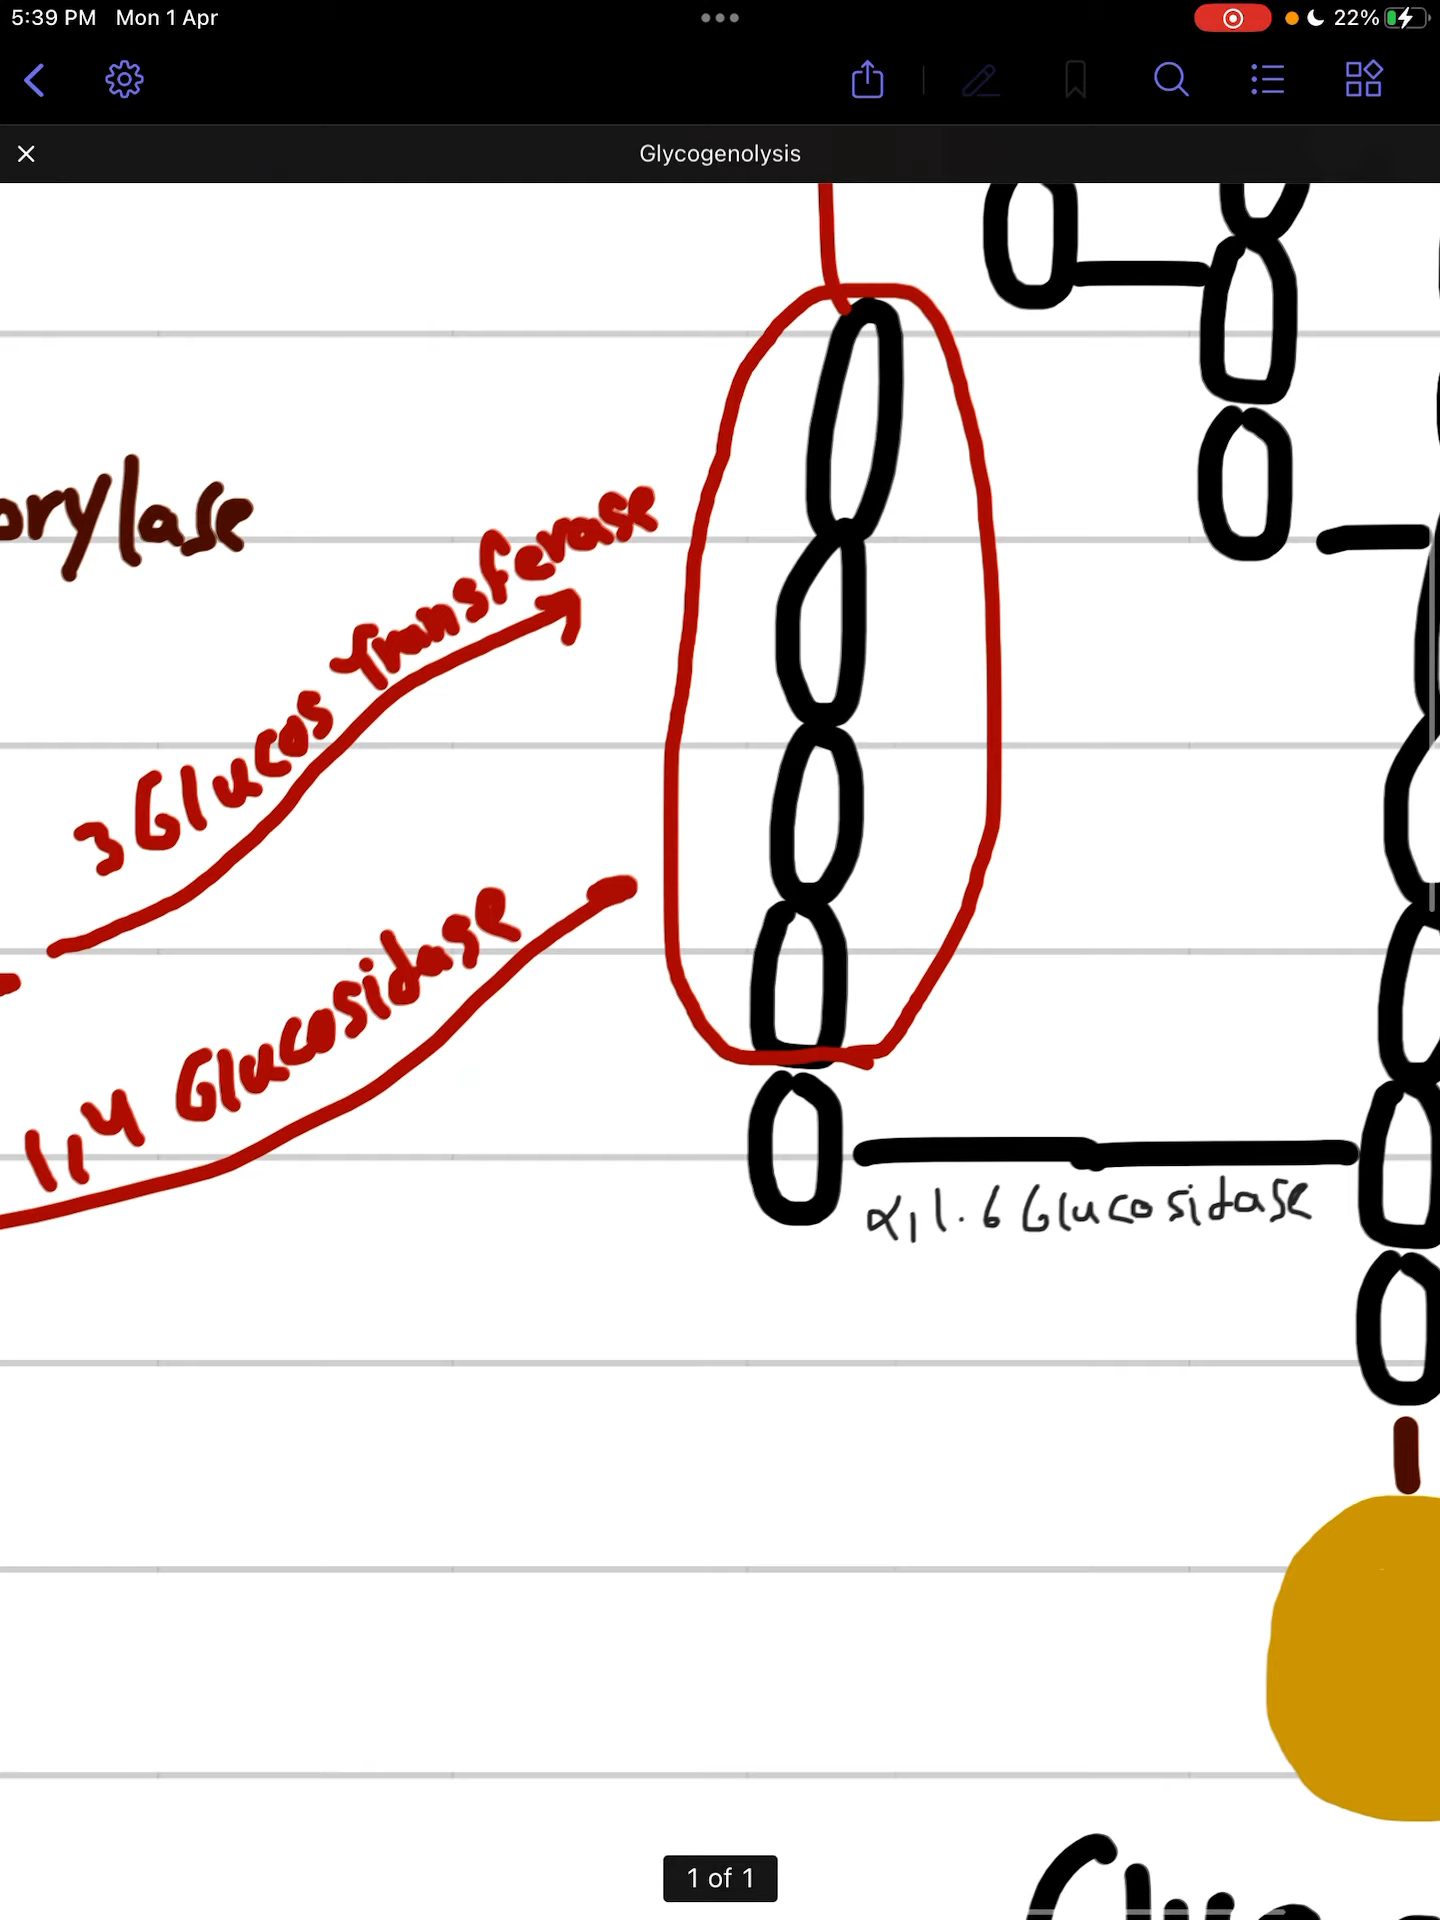 5:39 PM Mon 1 Apr
22%
Glycogenolysis
orylase
3 Glucos Transferase
1,4 Glucosidase
α,1.6 Glucosidase
1 of 1